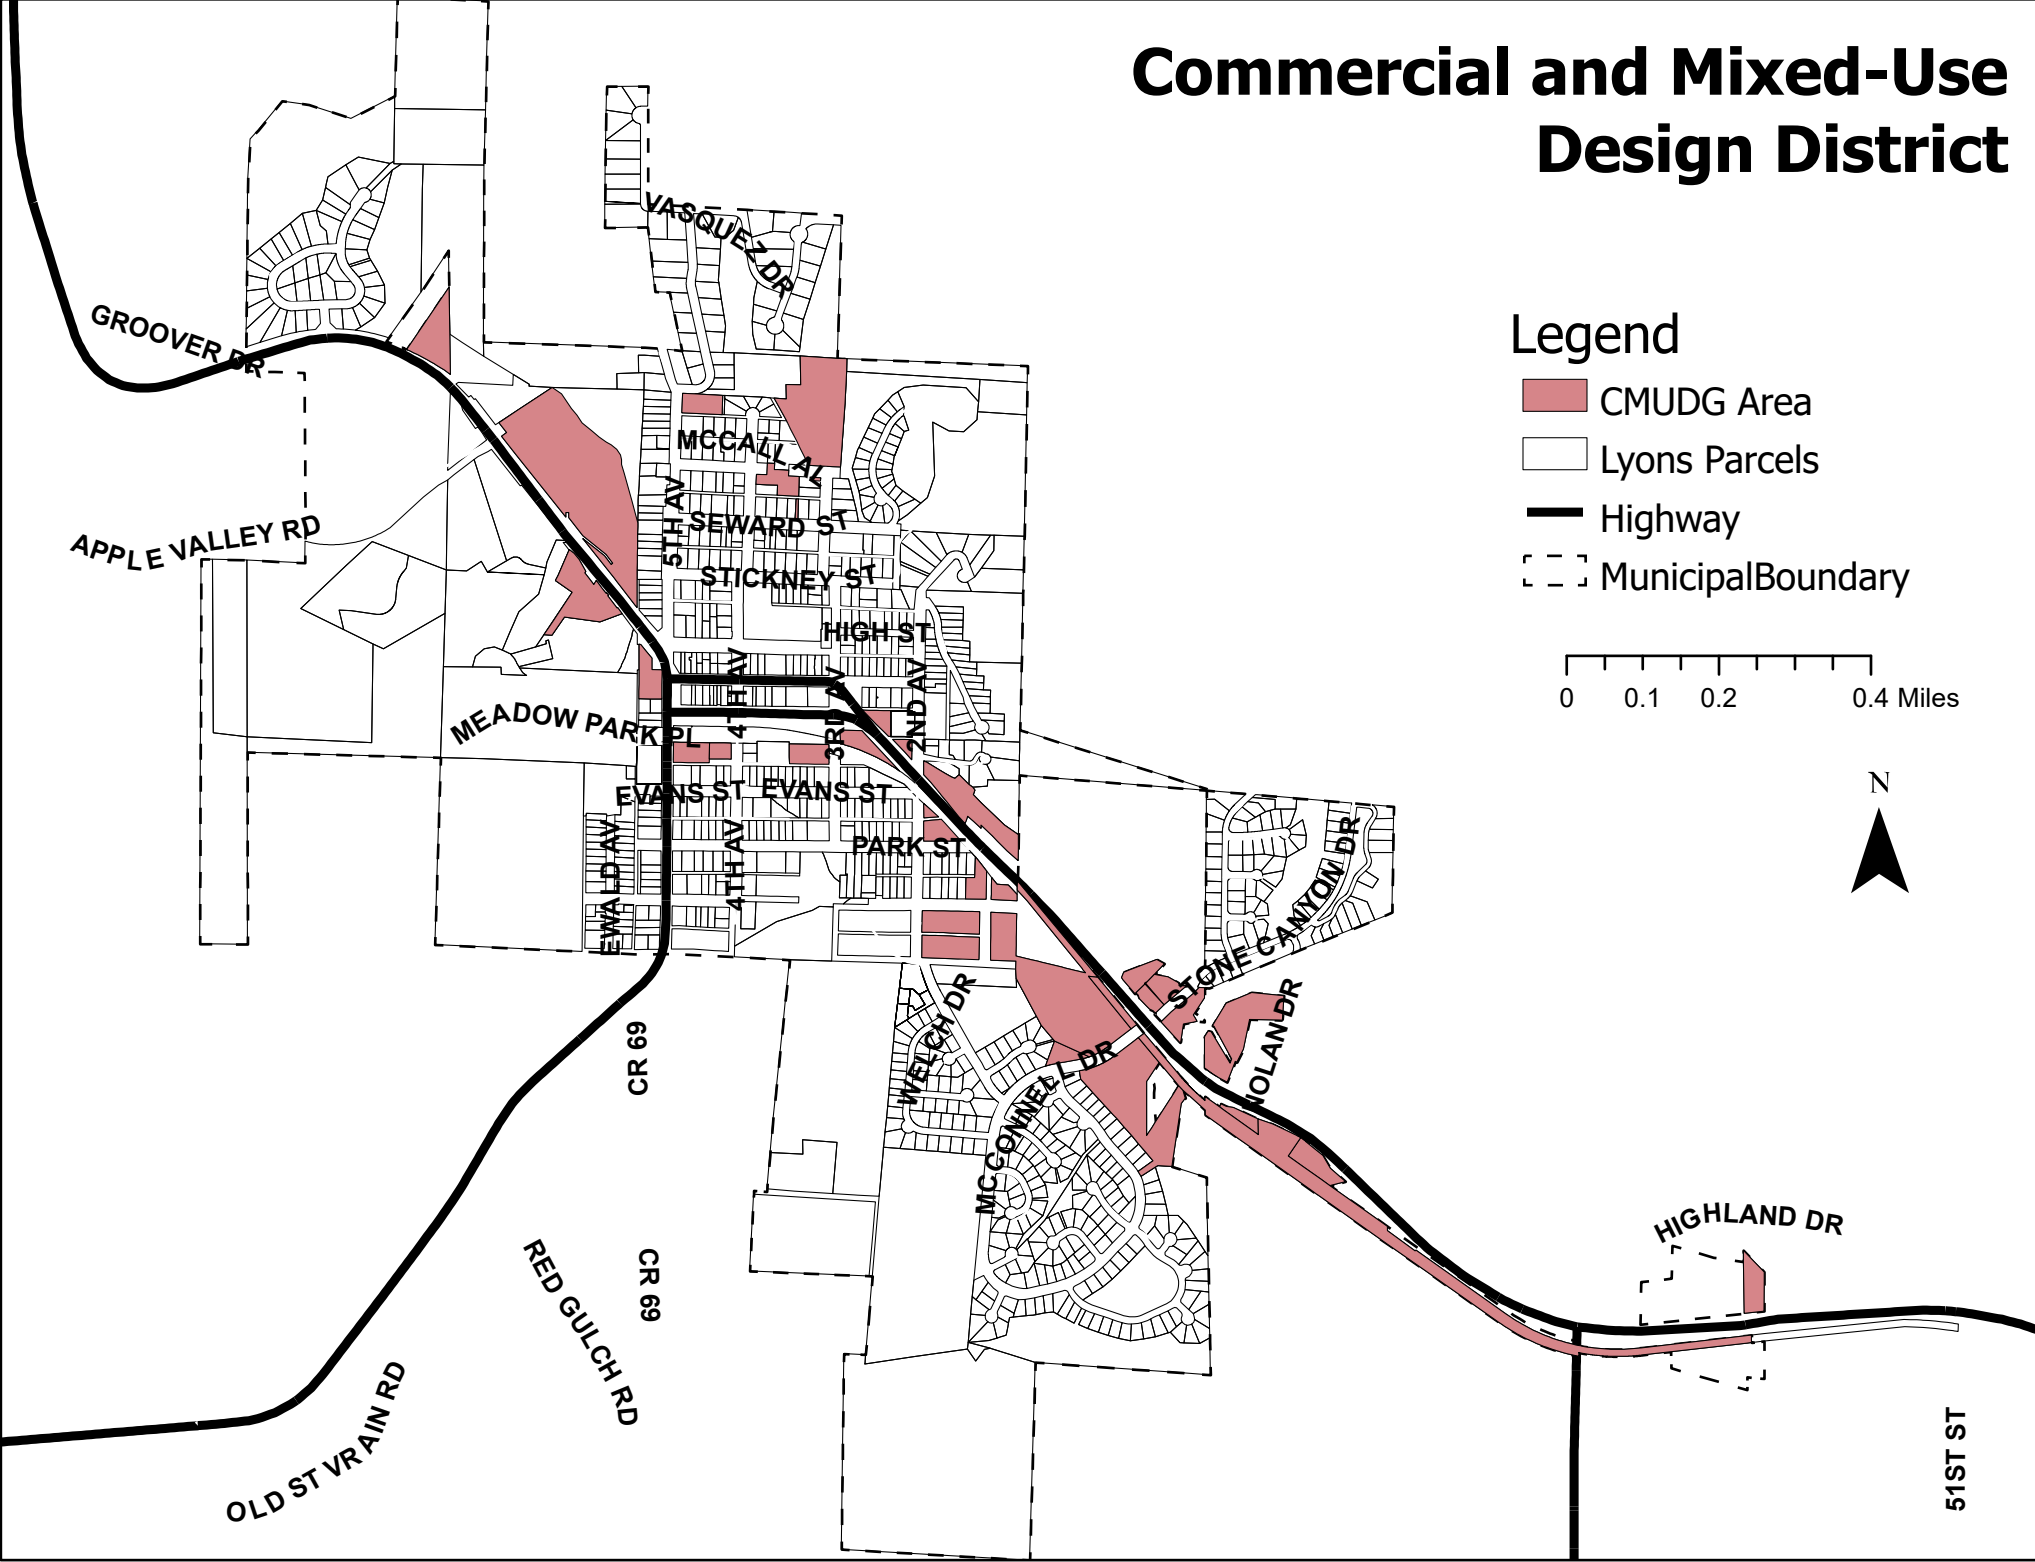 Commercial and Mixed-Use
Design District
VASQUEZ DR
GROOVER DR
Legend
CMUDG Area
Lyons Parcels
Highway
MunicipalBoundary
0 0.1 0.2 0.4 Miles
N
MCCALL AL
5TH AV
SEWARD ST
APPLE VALLEY RD
STICKNEY ST
HIGH ST
4TH AV
3RD AV
2ND AV
MEADOW PARK PL
EVANS ST
EVANS ST
PARK ST
EWALD AV
4TH AV
STONE CANYON DR
WELCH DR
NOLAN DR
CR 69
MCCONNELL DR
HIGHLAND DR
RED GULCH RD
CR 69
OLD ST VRAIN RD
51ST ST